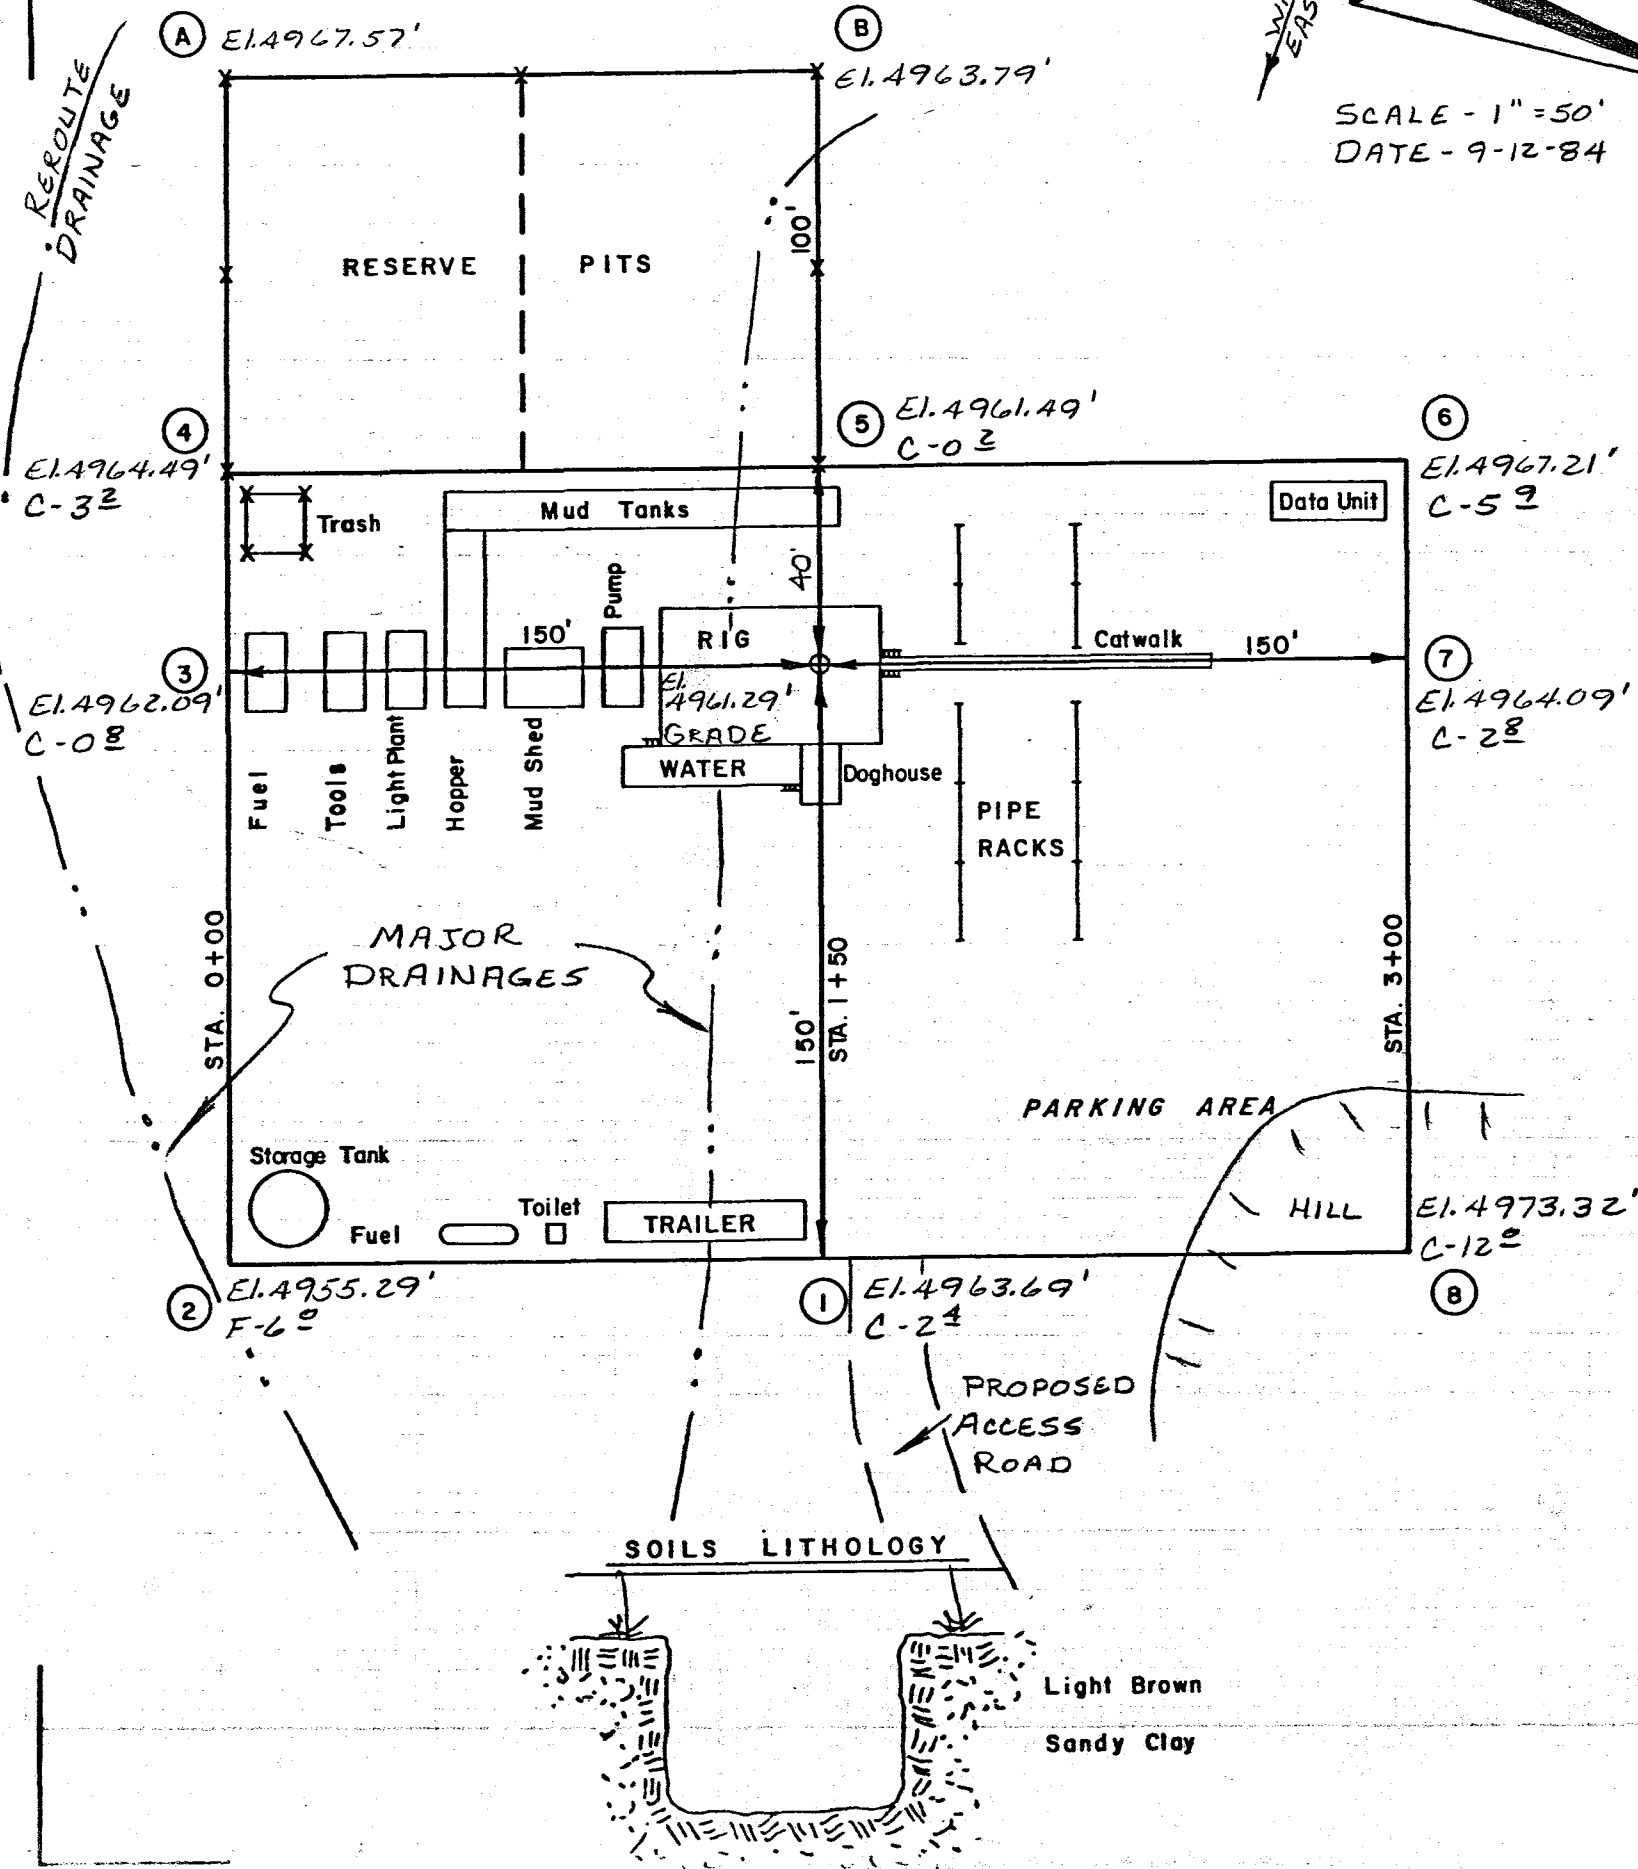 A El.4967.57'
B
El.4963.79'
EAS
SCALE - 1" = 50'
DATE - 9-12-84
REROUTE
DRAINAGE
100'
RESERVE PITS
4
El.4964.49'
C-3 2
5 El.4961.49'
C-0 2
6
El.4967.21'
C-5 9
Trash
Mud Tanks
Data Unit
40'
Pump
150'
RIG
Catwalk 150'
3
El.4962.09'
C-0 8
El.
4961.29'
GRADE
7
El.4964.09'
C-2 8
WATER
Doghouse
Fuel
Tools
Light Plant
Hopper
Mud Shed
PIPE
RACKS
MAJOR
DRAINAGES
STA. 0+00
150'
STA. 1+50
STA. 3+00
PARKING AREA
Storage Tank
Fuel
Toilet
TRAILER
HILL
El.4973.32'
C-12 0
8
2 El.4955.29'
F-6 0
1 El.4963.69'
C-2 4
PROPOSED
ACCESS
ROAD
SOILS LITHOLOGY
Light Brown
Sandy Clay